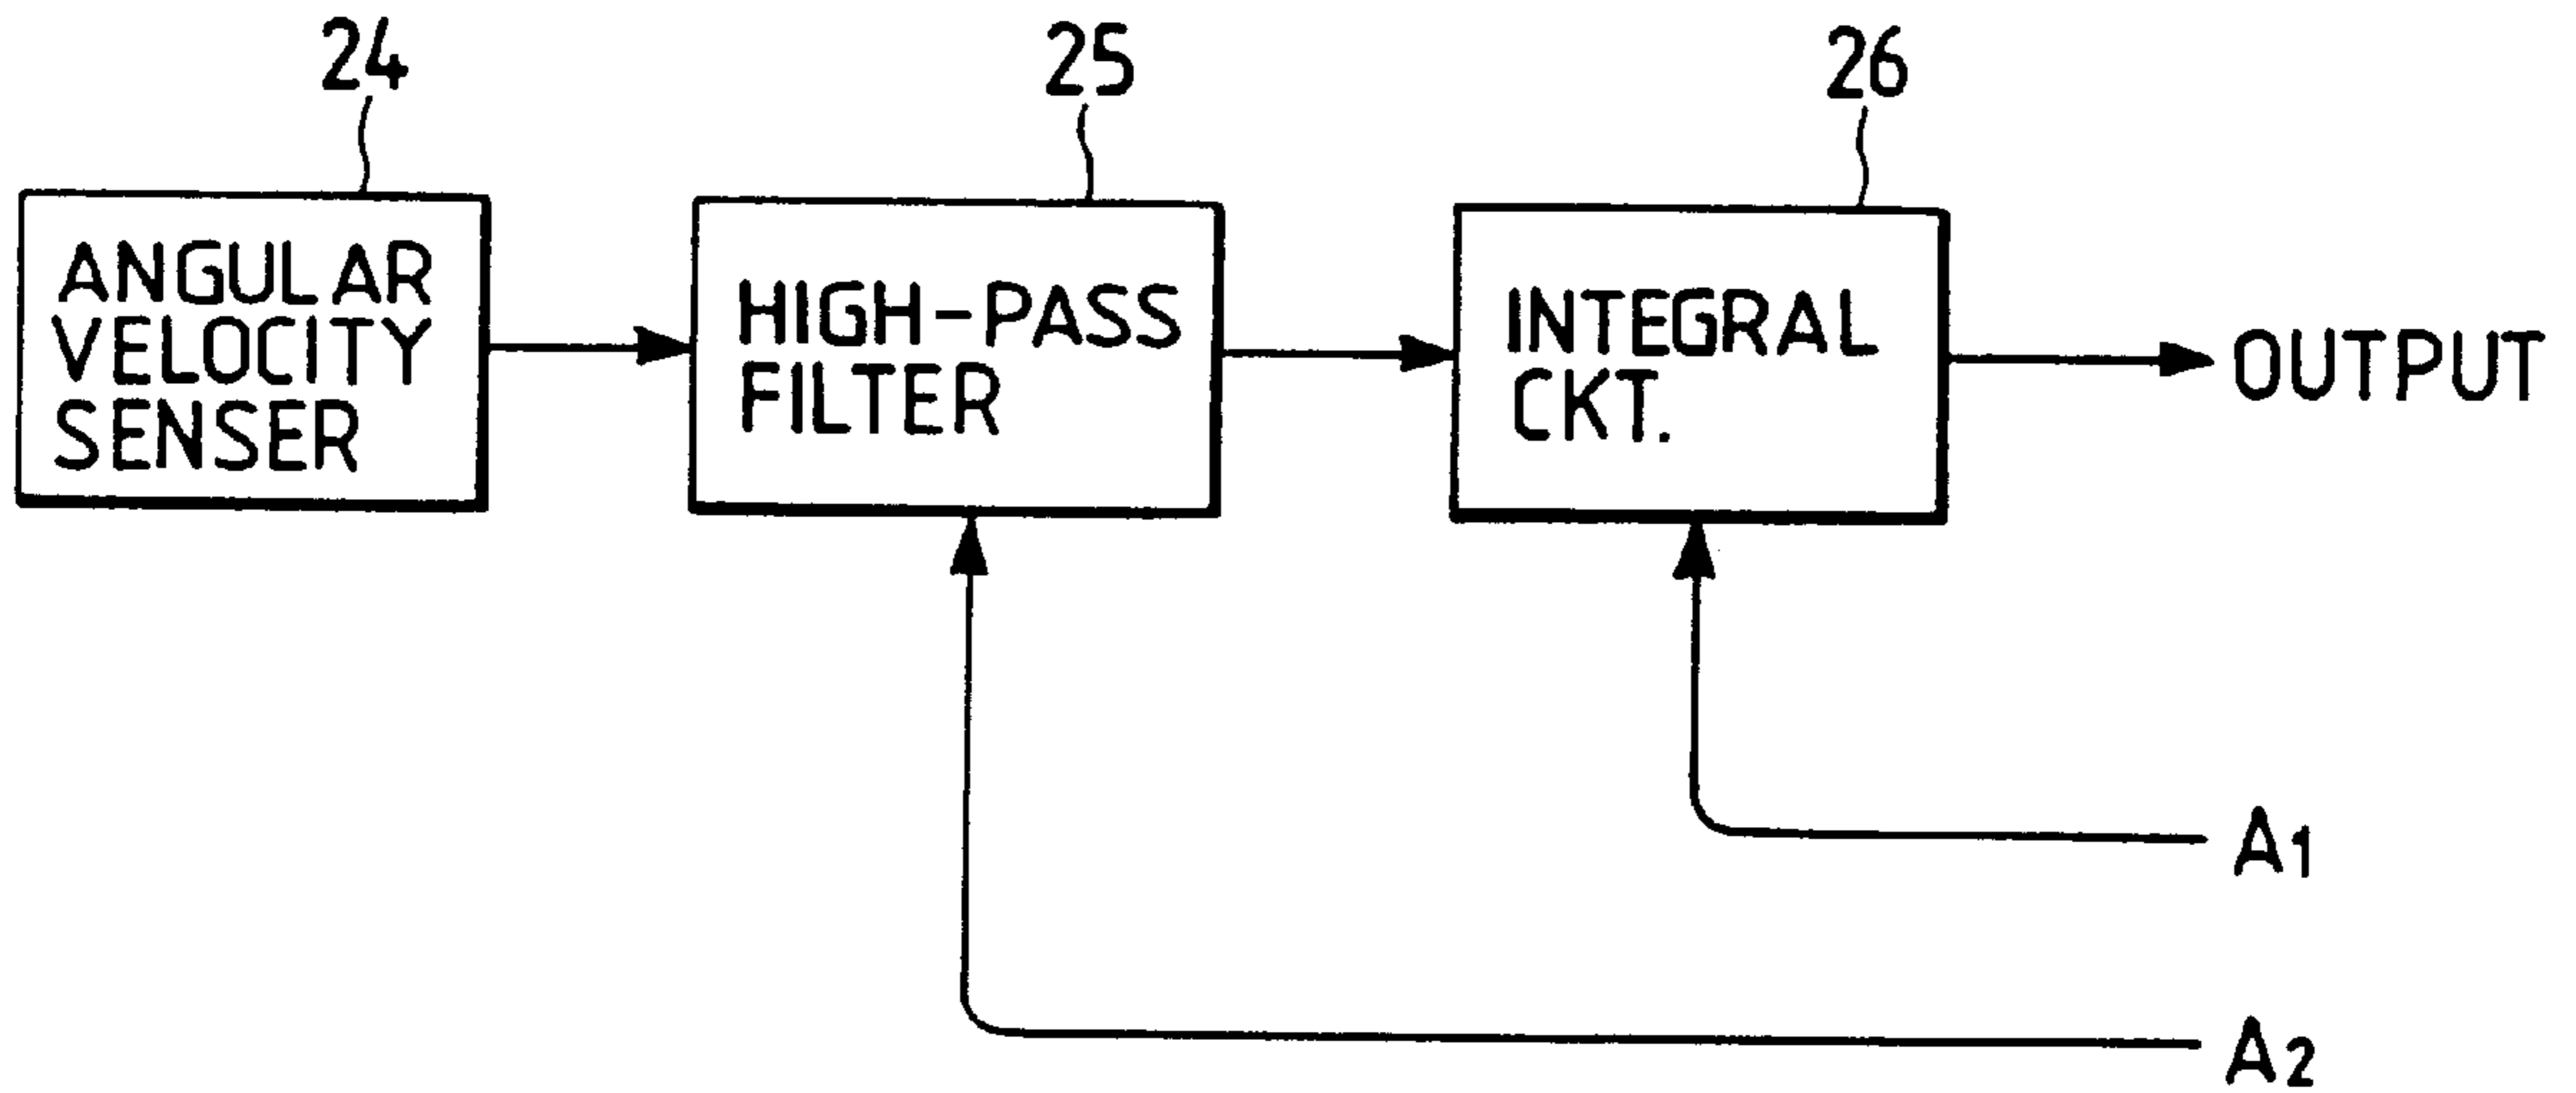 24
25
26
ANGULAR
VELOCITY
SENSER
HIGH-PASS
FILTER
INTEGRAL
CKT.
OUTPUT
A1
A2